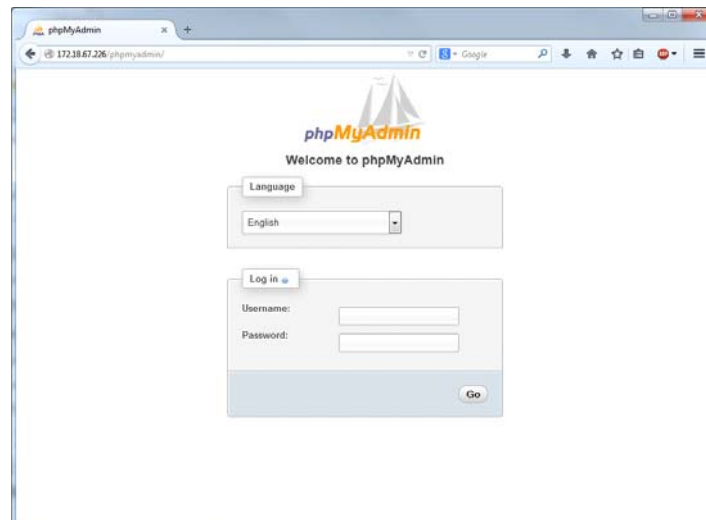 phpMyAdmin
172.18.67.226/phpmyadmin/
Google
phpMyAdmin
Welcome to phpMyAdmin
Language
English
Log in
Username:
Password:
Go